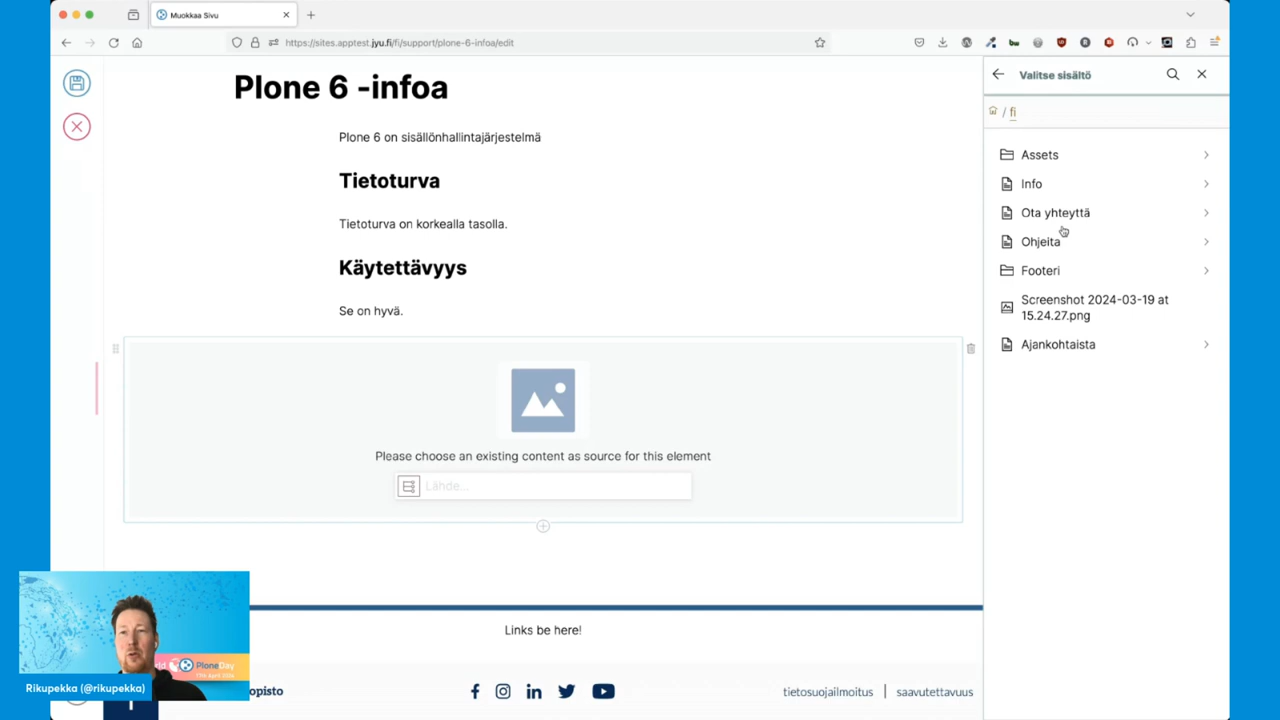 Muokkaa Sivu
https://sites.apptest.jyu.fi/fi/support/plone-6-infoa/edit
Plone 6 -infoa
Plone 6 on sisällönhallintajärjestelmä
Tietoturva
Tietoturva on korkealla tasolla.
Käytettävyys
Se on hyvä.
Please choose an existing content as source for this element
Lähde...
Links be here!
opisto
tietosuojailmoitus | saavutettavuus
Valitse sisältö
/ fi
Assets
Info
Ota yhteyttä
Ohjeita
Footeri
Screenshot 2024-03-19 at
15.24.27.png
Ajankohtaista
PloneDay
Rikupekka (@rikupekka)